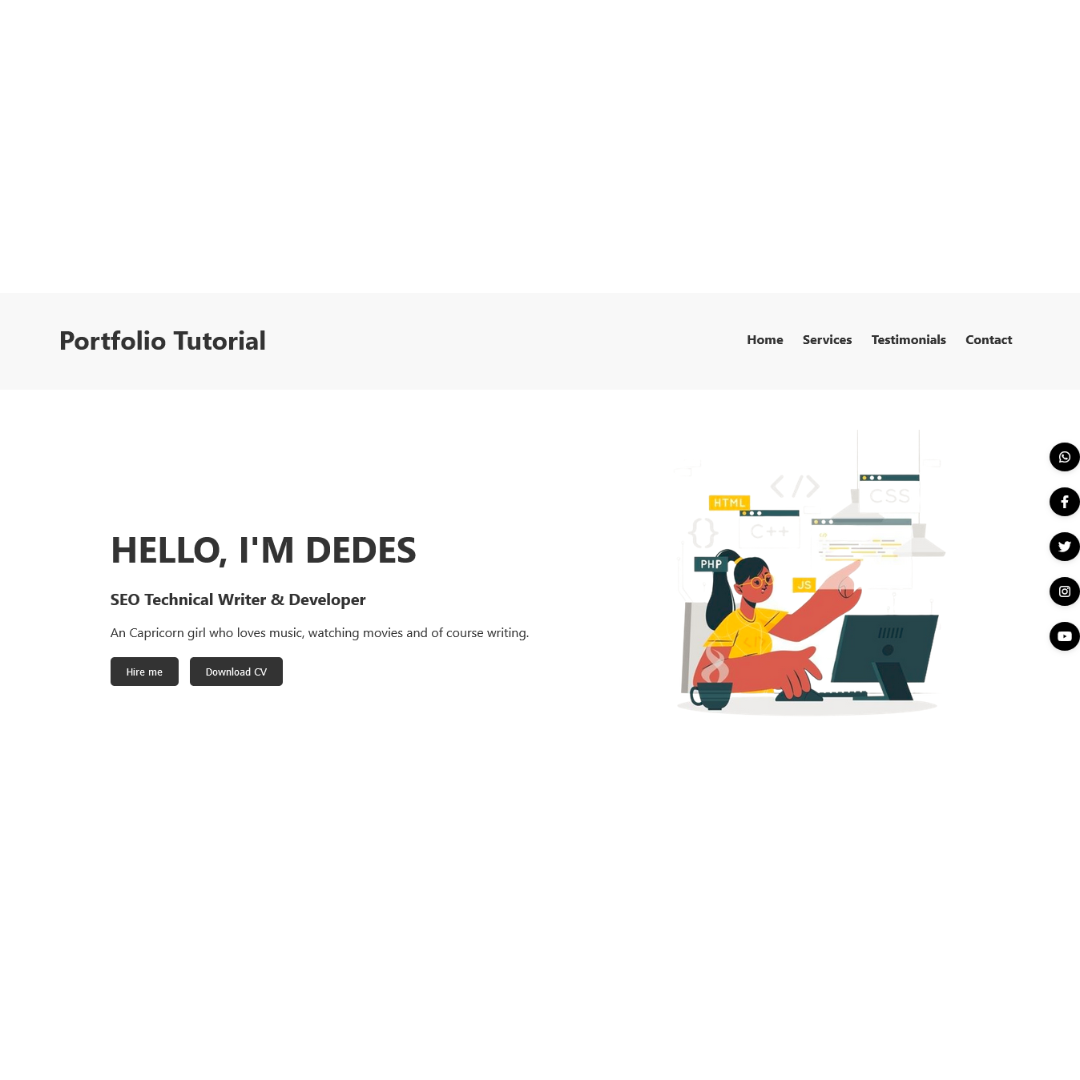 Portfolio Tutorial
Home Services Testimonials Contact
HELLO, I'M DEDES
SEO Technical Writer & Developer
An Capricorn girl who loves music, watching movies and of course writing.
Hire me Download CV
</>
CSS
HTML
{} C++
PHP
JS